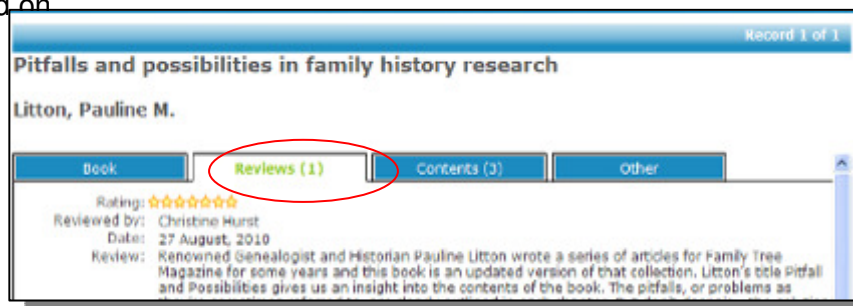 d on
Record 1 of 1
Pitfalls and possibilities in family history research
Litton, Pauline M.
Book Reviews (1) Contents (3) Other
Rating:
Reviewed by: Christine Hurst
Date: 27 August, 2010
Review: Renowned Genealogist and Historian Pauline Litton wrote a series of articles for Family Tree
Magazine for some years and this book is an updated version of that collection. Litton's title Pitfall
and Possibilities gives us an insight into the contents of the book. The pitfalls, or problems as